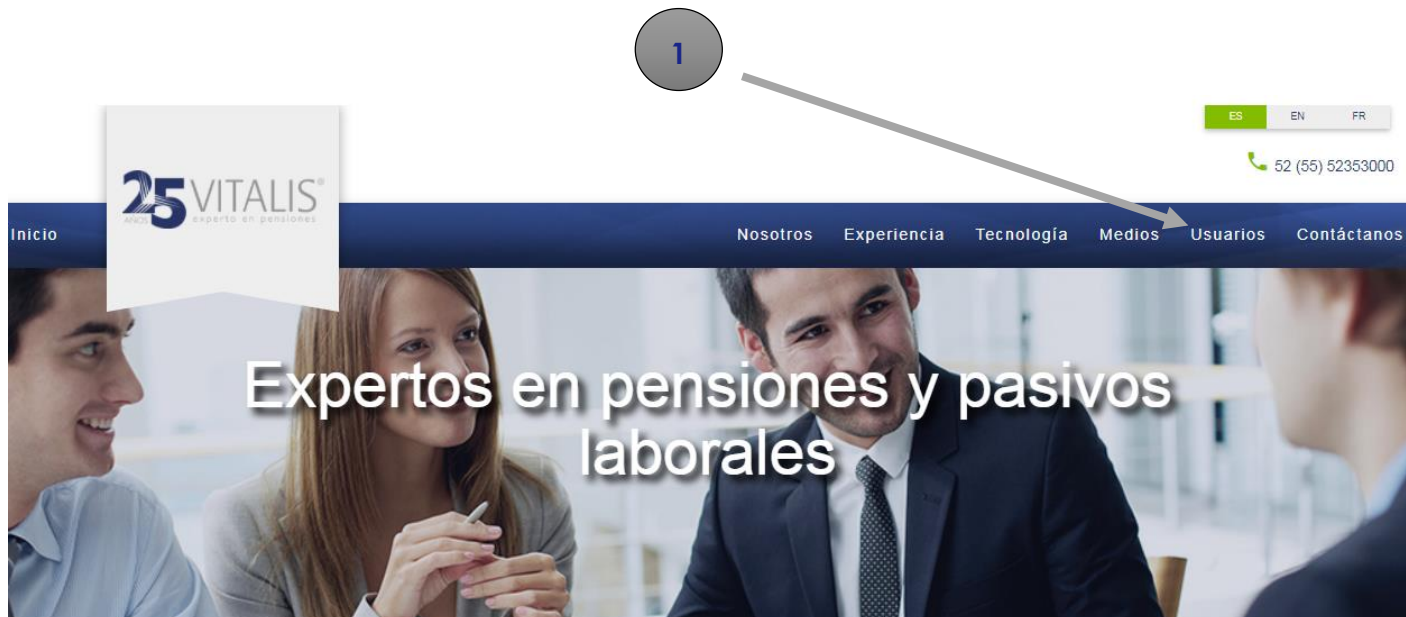 1
ES EN FR
52 (55) 52353000
25 VITALIS®
AÑOS experto en pensiones
Inicio Nosotros Experiencia Tecnología Medios Usuarios Contáctanos
Expertos en pensiones y pasivos
laborales